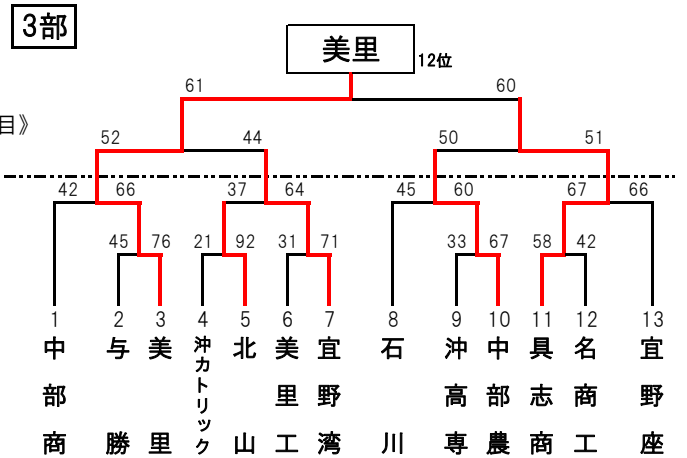 3部
美里
12位
61 60
目》
52 44 50 51
42 66 37 64 45 60 67 66
45 76 21 92 31 71 33 67 58 42
1 2 3 4 5 6 7 8 9 10 11 12 13
中部商
与勝
美里
沖カトリック
北山
美里工
宜野湾
石川
沖高専
中部農
具志商
名商工
宜野座